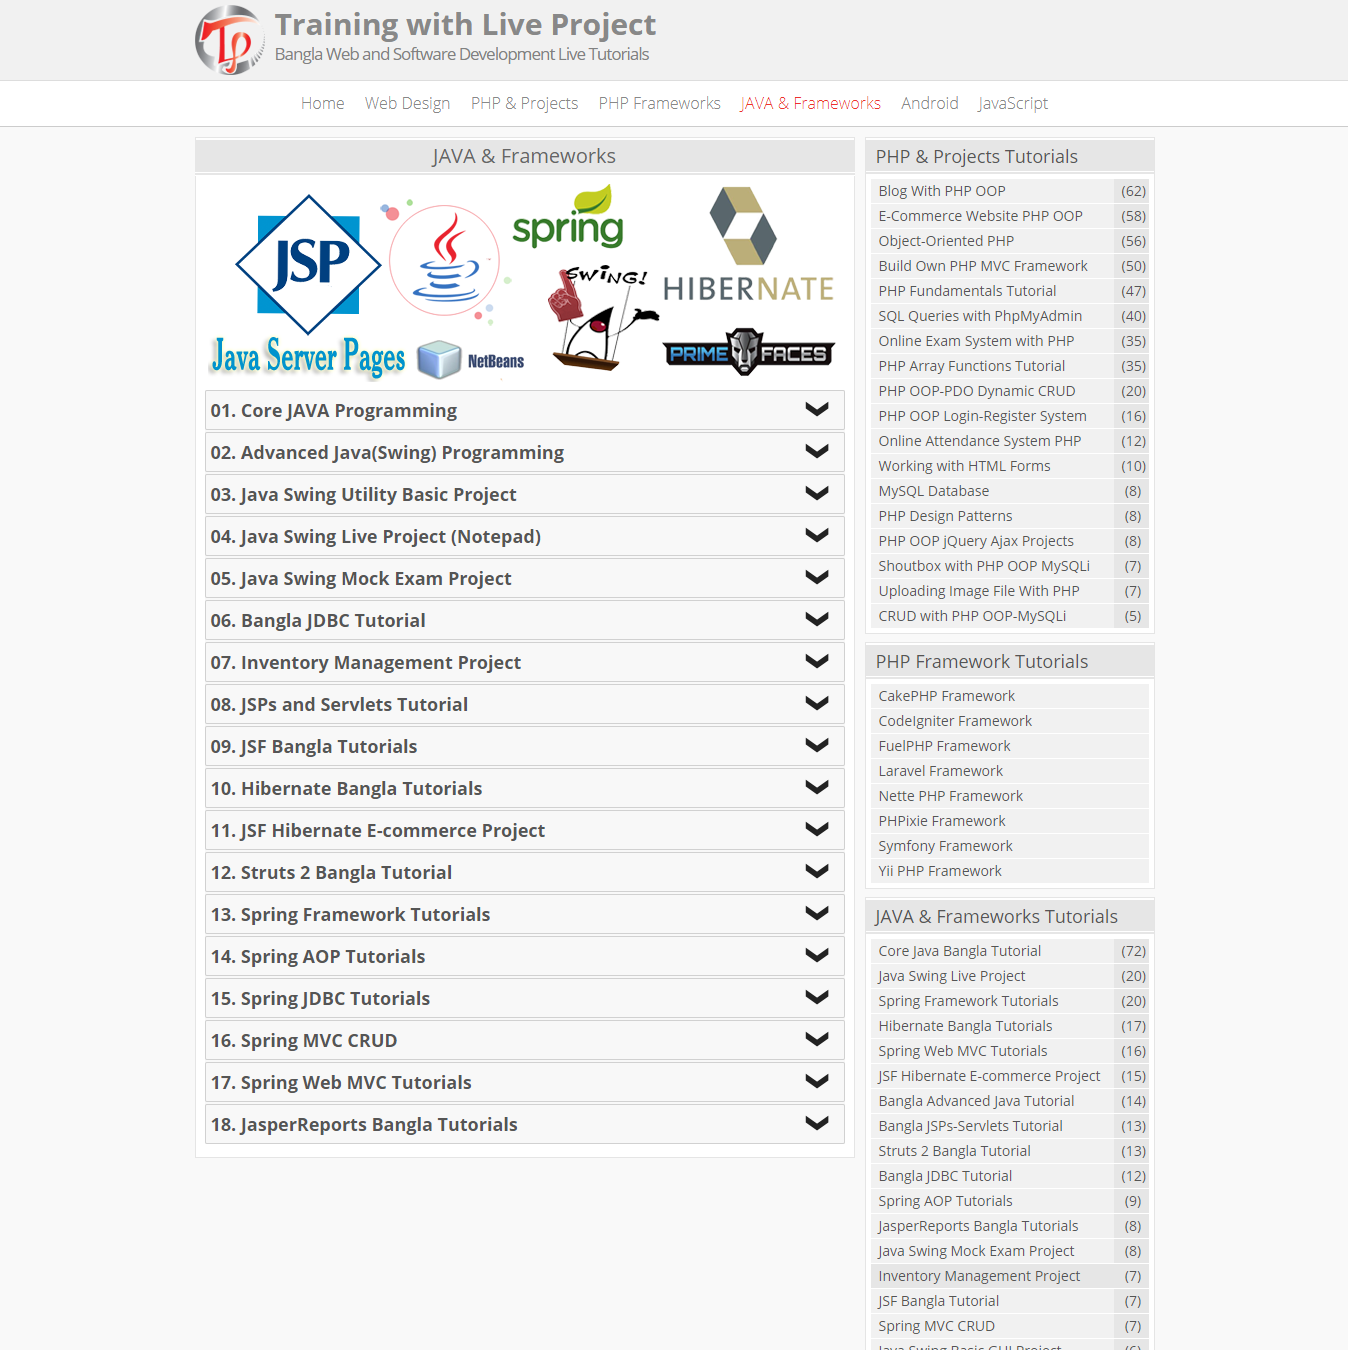 Training with Live Project
Bangla Web and Software Development Live Tutorials
Home Web Design PHP & Projects PHP Frameworks JAVA & Frameworks Android JavaScript
JAVA & Frameworks
JSP
Java Server Pages
spring
HIBERNATE
SWING!
NetBeans
PRIME FACES
01. Core JAVA Programming
02. Advanced Java(Swing) Programming
03. Java Swing Utility Basic Project
04. Java Swing Live Project (Notepad)
05. Java Swing Mock Exam Project
06. Bangla JDBC Tutorial
07. Inventory Management Project
08. JSPs and Servlets Tutorial
09. JSF Bangla Tutorials
10. Hibernate Bangla Tutorials
11. JSF Hibernate E-commerce Project
12. Struts 2 Bangla Tutorial
13. Spring Framework Tutorials
14. Spring AOP Tutorials
15. Spring JDBC Tutorials
16. Spring MVC CRUD
17. Spring Web MVC Tutorials
18. JasperReports Bangla Tutorials
PHP & Projects Tutorials
Blog With PHP OOP (62)
E-Commerce Website PHP OOP (58)
Object-Oriented PHP (56)
Build Own PHP MVC Framework (50)
PHP Fundamentals Tutorial (47)
SQL Queries with PhpMyAdmin (40)
Online Exam System with PHP (35)
PHP Array Functions Tutorial (35)
PHP OOP-PDO Dynamic CRUD (20)
PHP OOP Login-Register System (16)
Online Attendance System PHP (12)
Working with HTML Forms (10)
MySQL Database (8)
PHP Design Patterns (8)
PHP OOP jQuery Ajax Projects (8)
Shoutbox with PHP OOP MySQLi (7)
Uploading Image File With PHP (7)
CRUD with PHP OOP-MySQLi (5)
PHP Framework Tutorials
CakePHP Framework
CodeIgniter Framework
FuelPHP Framework
Laravel Framework
Nette PHP Framework
PHPixie Framework
Symfony Framework
Yii PHP Framework
JAVA & Frameworks Tutorials
Core Java Bangla Tutorial (72)
Java Swing Live Project (20)
Spring Framework Tutorials (20)
Hibernate Bangla Tutorials (17)
Spring Web MVC Tutorials (16)
JSF Hibernate E-commerce Project (15)
Bangla Advanced Java Tutorial (14)
Bangla JSPs-Servlets Tutorial (13)
Struts 2 Bangla Tutorial (13)
Bangla JDBC Tutorial (12)
Spring AOP Tutorials (9)
JasperReports Bangla Tutorials (8)
Java Swing Mock Exam Project (8)
Inventory Management Project (7)
JSF Bangla Tutorial (7)
Spring MVC CRUD (7)
Java Swing Basic GUI Project (6)